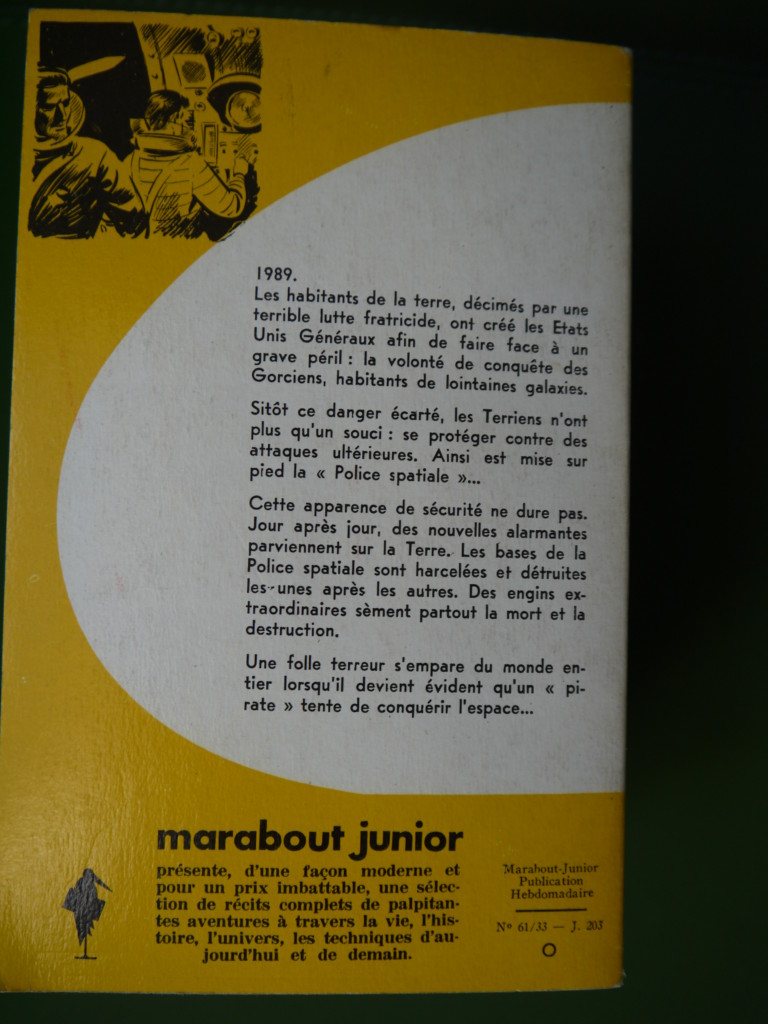 1989.
Les habitants de la terre, décimés par une
terrible lutte fratricide, ont créé les Etats
Unis Généraux afin de faire face à un
grave péril : la volonté de conquête des
Gorciens, habitants de lointaines galaxies.
Sitôt ce danger écarté, les Terriens n'ont
plus qu'un souci : se protéger contre des
attaques ultérieures. Ainsi est mise sur
pied la « Police spatiale »...
Cette apparence de sécurité ne dure pas.
Jour après jour, des nouvelles alarmantes
parviennent sur la Terre. Les bases de la
Police spatiale sont harcelées et détruites
les unes après les autres. Des engins ex-
traordinaires sèment partout la mort et la
destruction.
Une folle terreur s'empare du monde en-
tier lorsqu'il devient évident qu'un « pi-
rate » tente de conquérir l'espace...
marabout junior
présente, d'une façon moderne et
pour un prix imbattable, une sélec-
tion de récits complets de palpitan-
tes aventures à travers la vie, l'his-
toire, l'univers, les techniques d'au-
jourd'hui et de demain.
Marabout-Junior
Publication
Hebdomadaire
Nº 61/33 — J. 203
O